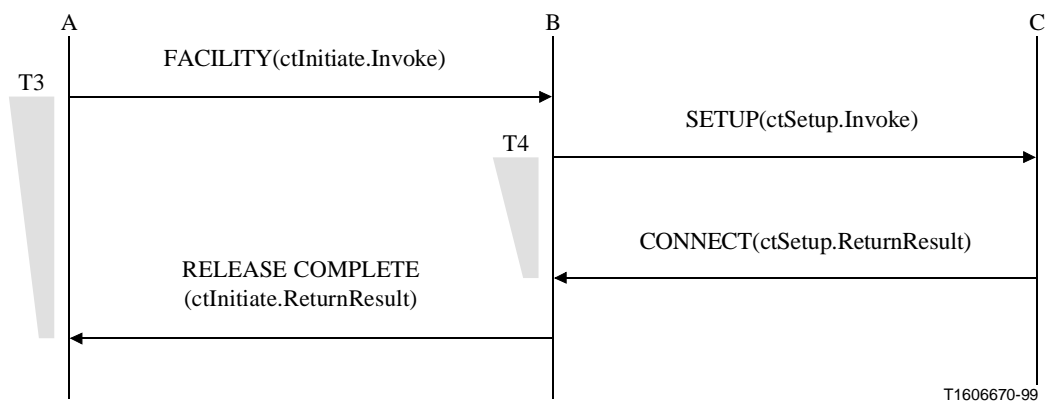 A
B
C
FACILITY(ctInitiate.Invoke)
T3
SETUP(ctSetup.Invoke)
T4
CONNECT(ctSetup.ReturnResult)
RELEASE COMPLETE
(ctInitiate.ReturnResult)
T1606670-99